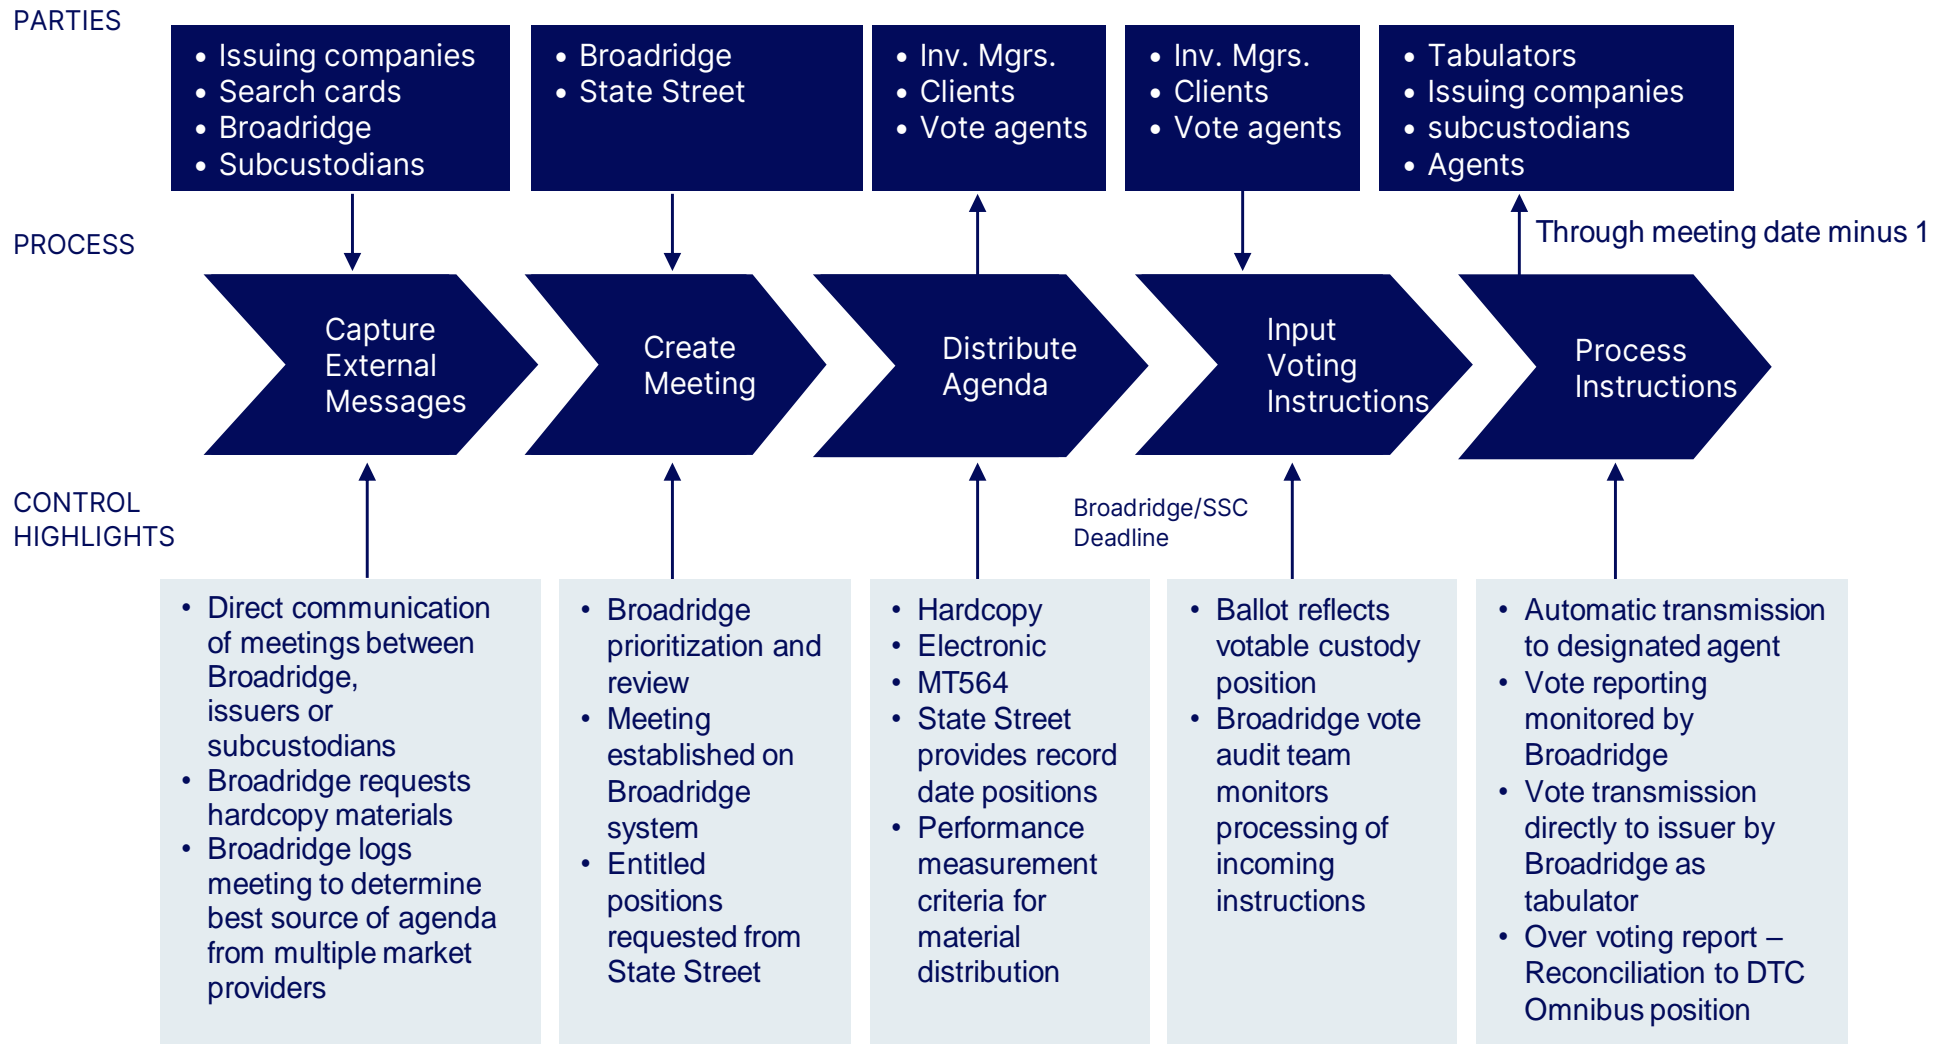 PARTIES
• Issuing companies
• Search cards
• Broadridge
• Subcustodians
• Broadridge
• State Street
• Inv. Mgrs.
• Clients
• Vote agents
• Inv. Mgrs.
• Clients
• Vote agents
• Tabulators
• Issuing companies
• subcustodians
• Agents
PROCESS
Through meeting date minus 1
Capture
External
Messages
Create
Meeting
Distribute
Agenda
Input
Voting
Instructions
Process
Instructions
CONTROL
HIGHLIGHTS
Broadridge/SSC
Deadline
• Direct communication
of meetings between
Broadridge,
issuers or
subcustodians
• Broadridge requests
hardcopy materials
• Broadridge logs
meeting to determine
best source of agenda
from multiple market
providers
• Broadridge
prioritization and
review
• Meeting
established on
Broadridge
system
• Entitled
positions
requested from
State Street
• Hardcopy
• Electronic
• MT564
• State Street
provides record
date positions
• Performance
measurement
criteria for
material
distribution
• Ballot reflects
votable custody
position
• Broadridge vote
audit team
monitors
processing of
incoming
instructions
• Automatic transmission
to designated agent
• Vote reporting
monitored by
Broadridge
• Vote transmission
directly to issuer by
Broadridge as
tabulator
• Over voting report –
Reconciliation to DTC
Omnibus position